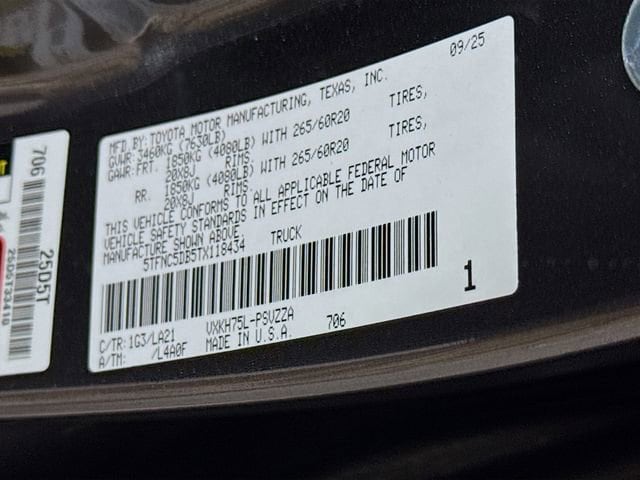 09/25
MFD.BY:TOYOTA MOTOR MANUFACTURING, TEXAS, INC.
GVWR:3460KG (7630LB)
GAWR:FRT. 1850KG (4080LB) WITH 265/60R20 TIRES,
20X8J RIMS,
RR. 1850KG (4080LB) WITH 265/60R20 TIRES,
20X8J RIMS,
THIS VEHICLE CONFORMS TO ALL APPLICABLE FEDERAL MOTOR
VEHICLE SAFETY STANDARDS IN EFFECT ON THE DATE OF
MANUFACTURE SHOWN ABOVE.
5TFNC5DB5TX118434 TRUCK
1
C/TR:1G3/LA21 VXKH75L-PSVZZA 706
A/TM: /L4A0F MADE IN U.S.A.
706
25D5T